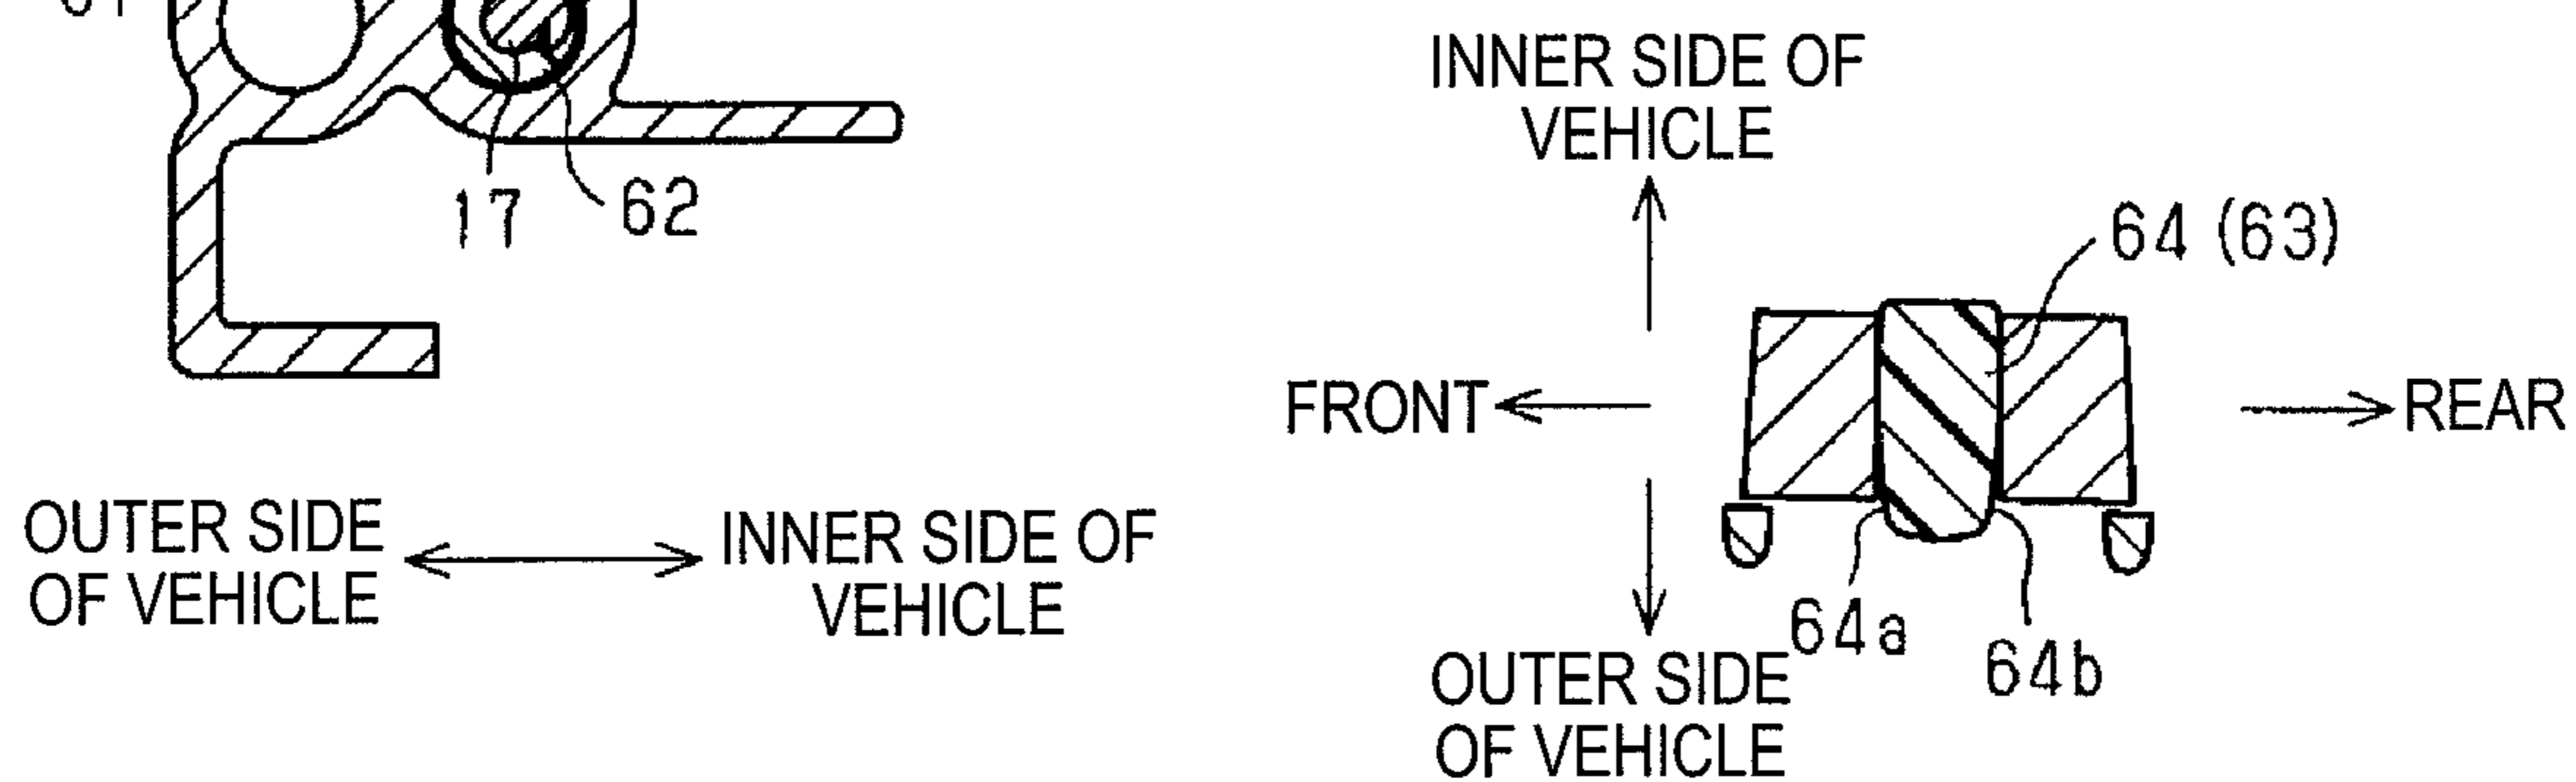 17
62
OUTER SIDE
OF VEHICLE
INNER SIDE OF
VEHICLE
INNER SIDE OF
VEHICLE
64 (63)
FRONT
REAR
64a
64b
OUTER SIDE
OF VEHICLE